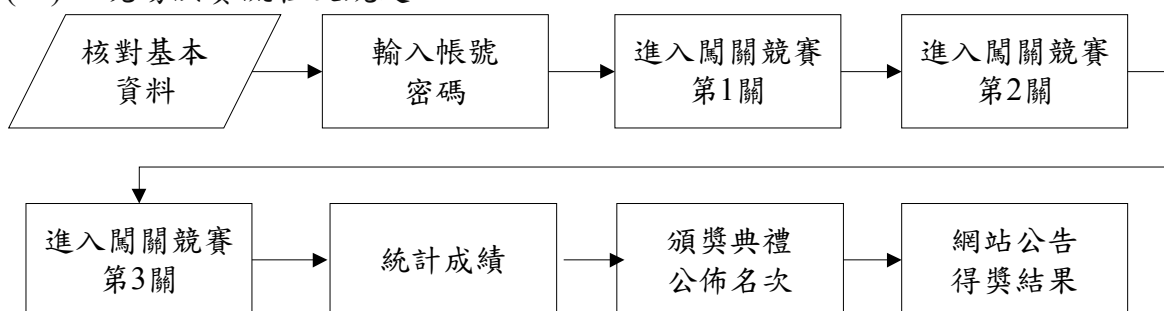 核對基本
資料
輸入帳號
密碼
進入闖關競賽
第1關
進入闖關競賽
第2關
進入闖關競賽
第3關
統計成績
頒獎典禮
公佈名次
網站公告
得獎結果